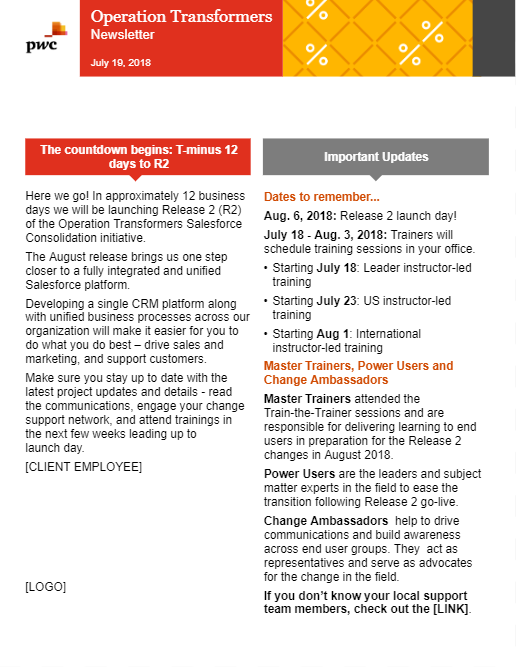 Operation Transformers
Newsletter
pwc
July 19, 2018
% %
% %
The countdown begins: T-minus 12
days to R2
Here we go! In approximately 12 business
days we will be launching Release 2 (R2)
of the Operation Transformers Salesforce
Consolidation initiative.
The August release brings us one step
closer to a fully integrated and unified
Salesforce platform.
Developing a single CRM platform along
with unified business processes across our
organization will make it easier for you to
do what you do best – drive sales and
marketing, and support customers.
Make sure you stay up to date with the
latest project updates and details - read
the communications, engage your change
support network, and attend trainings in
the next few weeks leading up to
launch day.
[CLIENT EMPLOYEE]
[LOGO]
Important Updates
Dates to remember...
Aug. 6, 2018: Release 2 launch day!
July 18 - Aug. 3, 2018: Trainers will
schedule training sessions in your office.
• Starting July 18: Leader instructor-led
training
• Starting July 23: US instructor-led
training
• Starting Aug 1: International
instructor-led training
Master Trainers, Power Users and
Change Ambassadors
Master Trainers attended the
Train-the-Trainer sessions and are
responsible for delivering learning to end
users in preparation for the Release 2
changes in August 2018.
Power Users are the leaders and subject
matter experts in the field to ease the
transition following Release 2 go-live.
Change Ambassadors  help to drive
communications and build awareness
across end user groups. They  act as
representatives and serve as advocates
for the change in the field.
If you don’t know your local support
team members, check out the [LINK].